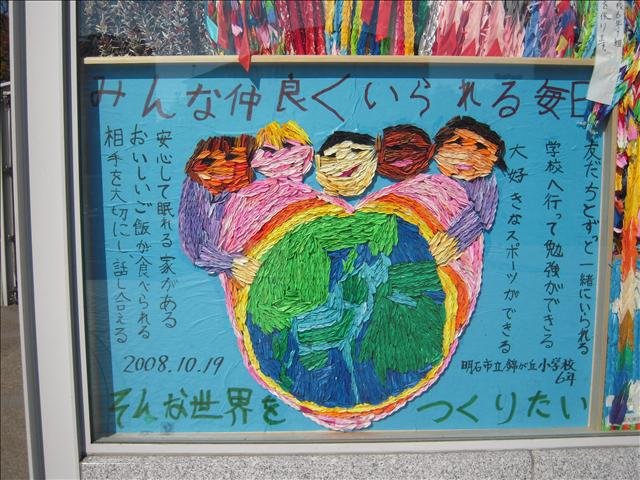 みんな仲良くいられる毎日
友だちとずっと一緒にいられる
学校へ行って勉強ができる
大好きなスポーツができる
安心して眠れる家がある
おいしいご飯が食べられる
相手を大切にし、話し合える
2008.10.19
明石市立錦が丘小学校
6年
そんな世界を つくりたい